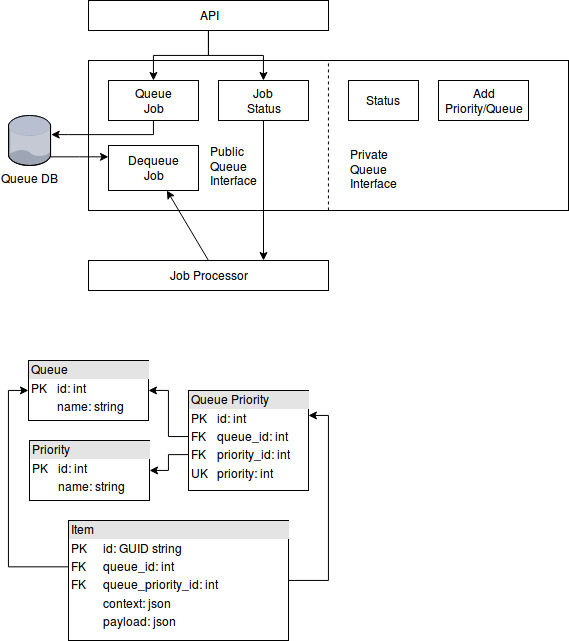 API
Queue
Job
Job
Status
Status
Add
Priority/Queue
Queue DB
Dequeue
Job
Public
Queue
Interface
Private
Queue
Interface
Job Processor
Queue
PK id: int
name: string
Priority
PK id: int
name: string
Queue Priority
PK id: int
FK queue_id: int
FK priority_id: int
UK priority: int
Item
PK id: GUID string
FK queue_id: int
FK queue_priority_id: int
context: json
payload: json